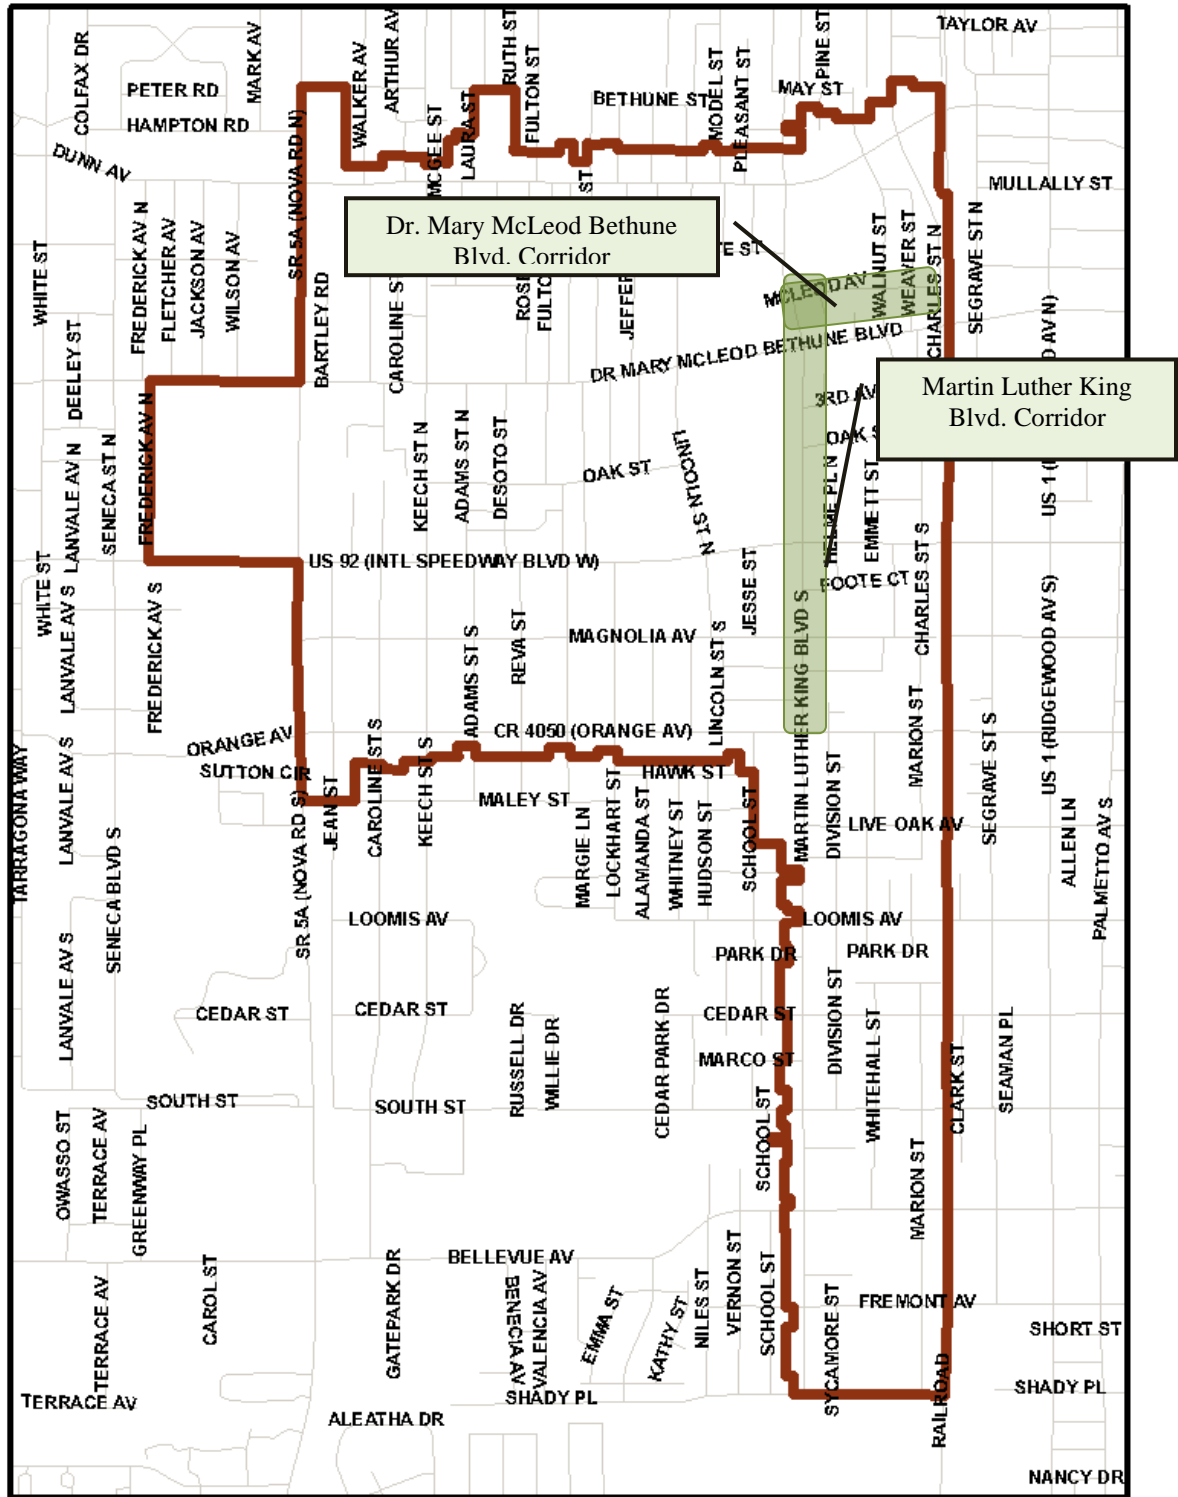 TAYLOR AV
COLFAX DR
PETER RD
MARK AV
HAMPTON RD
DUNN AV
WALKER AV
ARTHUR AV
MCGEE ST
LAURA ST
RUTH ST
FULTON ST
BETHUNE ST
MODEL ST
PLEASANT ST
MAY ST
PINE ST
MULLALLY ST
SR 5A (NOVA RD N)
ST
Dr. Mary McLeod Bethune
Blvd. Corridor
TE ST
WHITE ST
FREDERICK AV N
FLETCHER AV
JACKSON AV
WILSON AV
BARTLEY RD
CAROLINE ST
ROSE
FULTO
JEFFER
MCLEOD AV
WALNUT ST
WEAVER ST
CHARLES ST N
SEGRAVE ST N
D AV N)
DEELEY ST
DR MARY MCLEOD BETHUNE BLVD
Martin Luther King
Blvd. Corridor
3RD AV
OAK S
LANVALE AV N
SENECA ST N
FREDERICK AV N
KEECH ST N
ADAMS ST N
DESOTO ST
OAK ST
LINCOLN ST N
HELME PL N
EMMETT ST
US 1 (
US 92 (INTL SPEEDWAY BLVD W)
WHITE ST
LANVALE AV S
FREDERICK AV S
JESSE ST
FOOTE CT
CHARLES ST S
US 1 (RIDGEWOOD AV S)
ADAMS ST S
REVA ST
MAGNOLIA AV
LINCOLN ST S
MARTIN LUTHER KING BLVD S
MARION ST
SEGRAVE ST S
ORANGE AV
SUTTON CIR
CR 4050 (ORANGE AV)
HAWK ST
TARRAGONA WAY
LANVALE AV S
SENECA BLVD S
SR 5A (NOVA RD S)
JEAN ST
CAROLINE ST S
KEECH ST S
MALEY ST
MARGIE LN
LOCKHART ST
ALAMANDA ST
WHITNEY ST
HUDSON ST
SCHOOL ST
DIVISION ST
LIVE OAK AV
ALLEN LN
PALMETTO AV S
LOOMIS AV
LOOMIS AV
PARK DR
PARK DR
LANVALE AV S
CEDAR ST
CEDAR ST
RUSSELL DR
WILLIE DR
CEDAR PARK DR
CEDAR ST
MARCO ST
DIVISION ST
WHITEHALL ST
CLARK ST
SEAMAN PL
SOUTH ST
SOUTH ST
OWASSO ST
TERRACE AV
GREENWAY PL
SCHOOL ST
MARION ST
BELLEVUE AV
TERRACE AV
CAROL ST
GATEPARK DR
BENECIA AV
VALENCIA AV
EMMA ST
KATHY ST
NILES ST
VERNON ST
SCHOOL ST
SYCAMORE ST
FREMONT AV
SHORT ST
TERRACE AV
ALEATHA DR
SHADY PL
RAILROAD
SHADY PL
NANCY DR